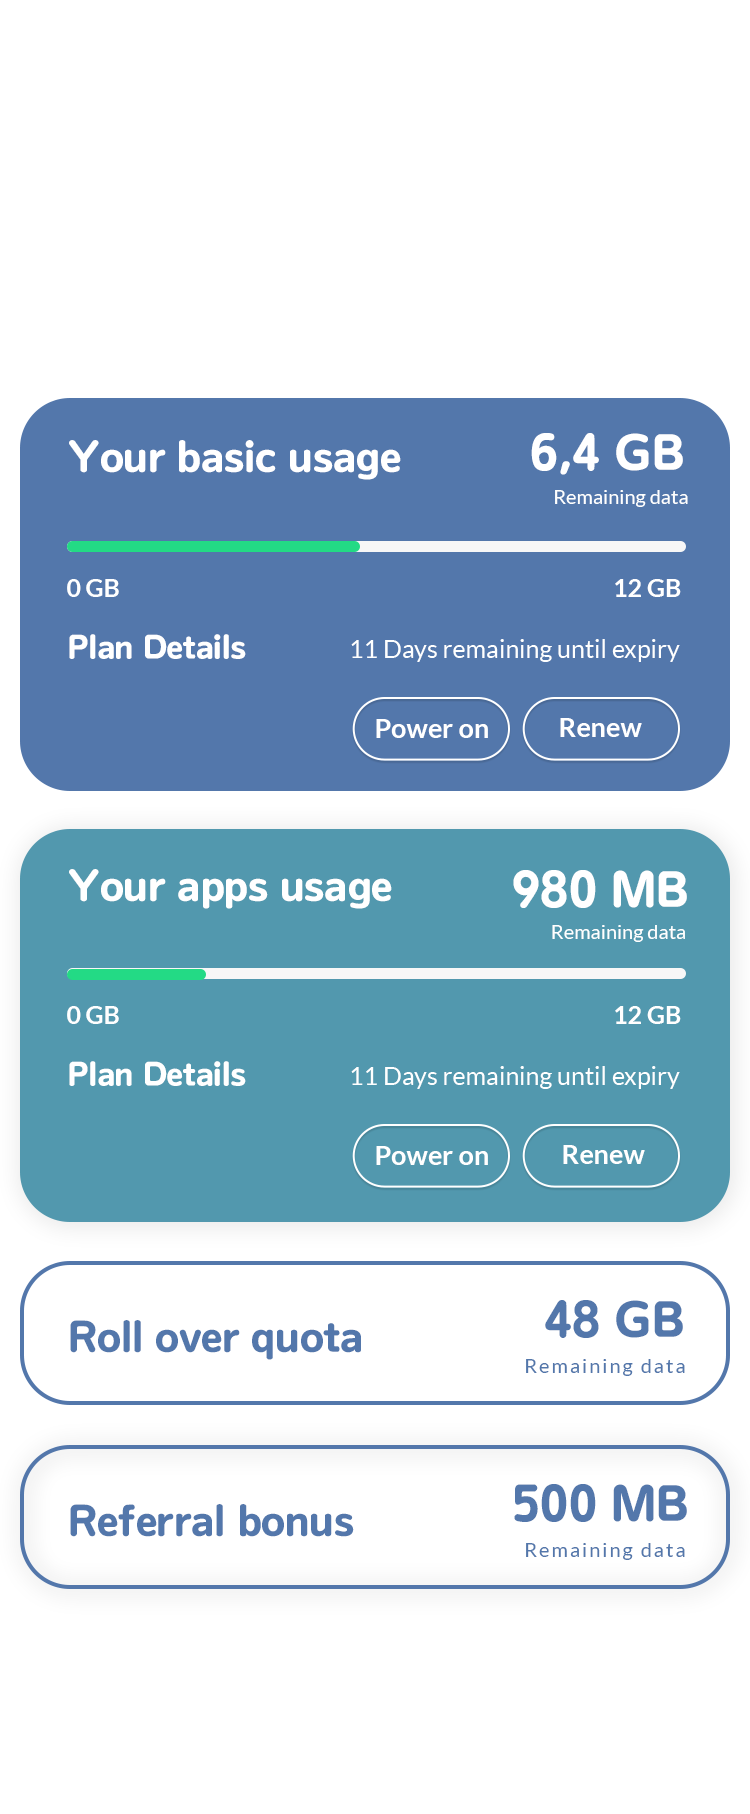 Your basic usage
6,4 GB
Remaining data
0 GB
12 GB
Plan Details
11 Days remaining until expiry
Power on
Renew
Your apps usage
980 MB
Remaining data
0 GB
12 GB
Plan Details
11 Days remaining until expiry
Power on
Renew
Roll over quota
48 GB
Remaining data
Referral bonus
500 MB
Remaining data